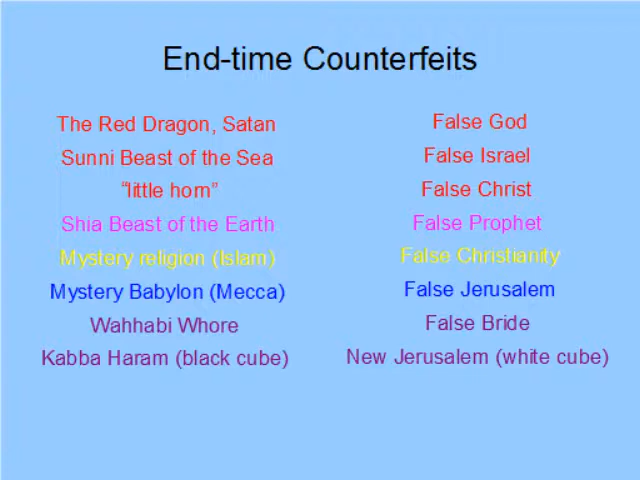 End-time Counterfeits
The Red Dragon, Satan
False God
Sunni Beast of the Sea
False Israel
“little horn”
False Christ
Shia Beast of the Earth
False Prophet
Mystery religion (Islam)
False Christianity
Mystery Babylon (Mecca)
False Jerusalem
Wahhabi Whore
False Bride
Kabba Haram (black cube)
New Jerusalem (white cube)